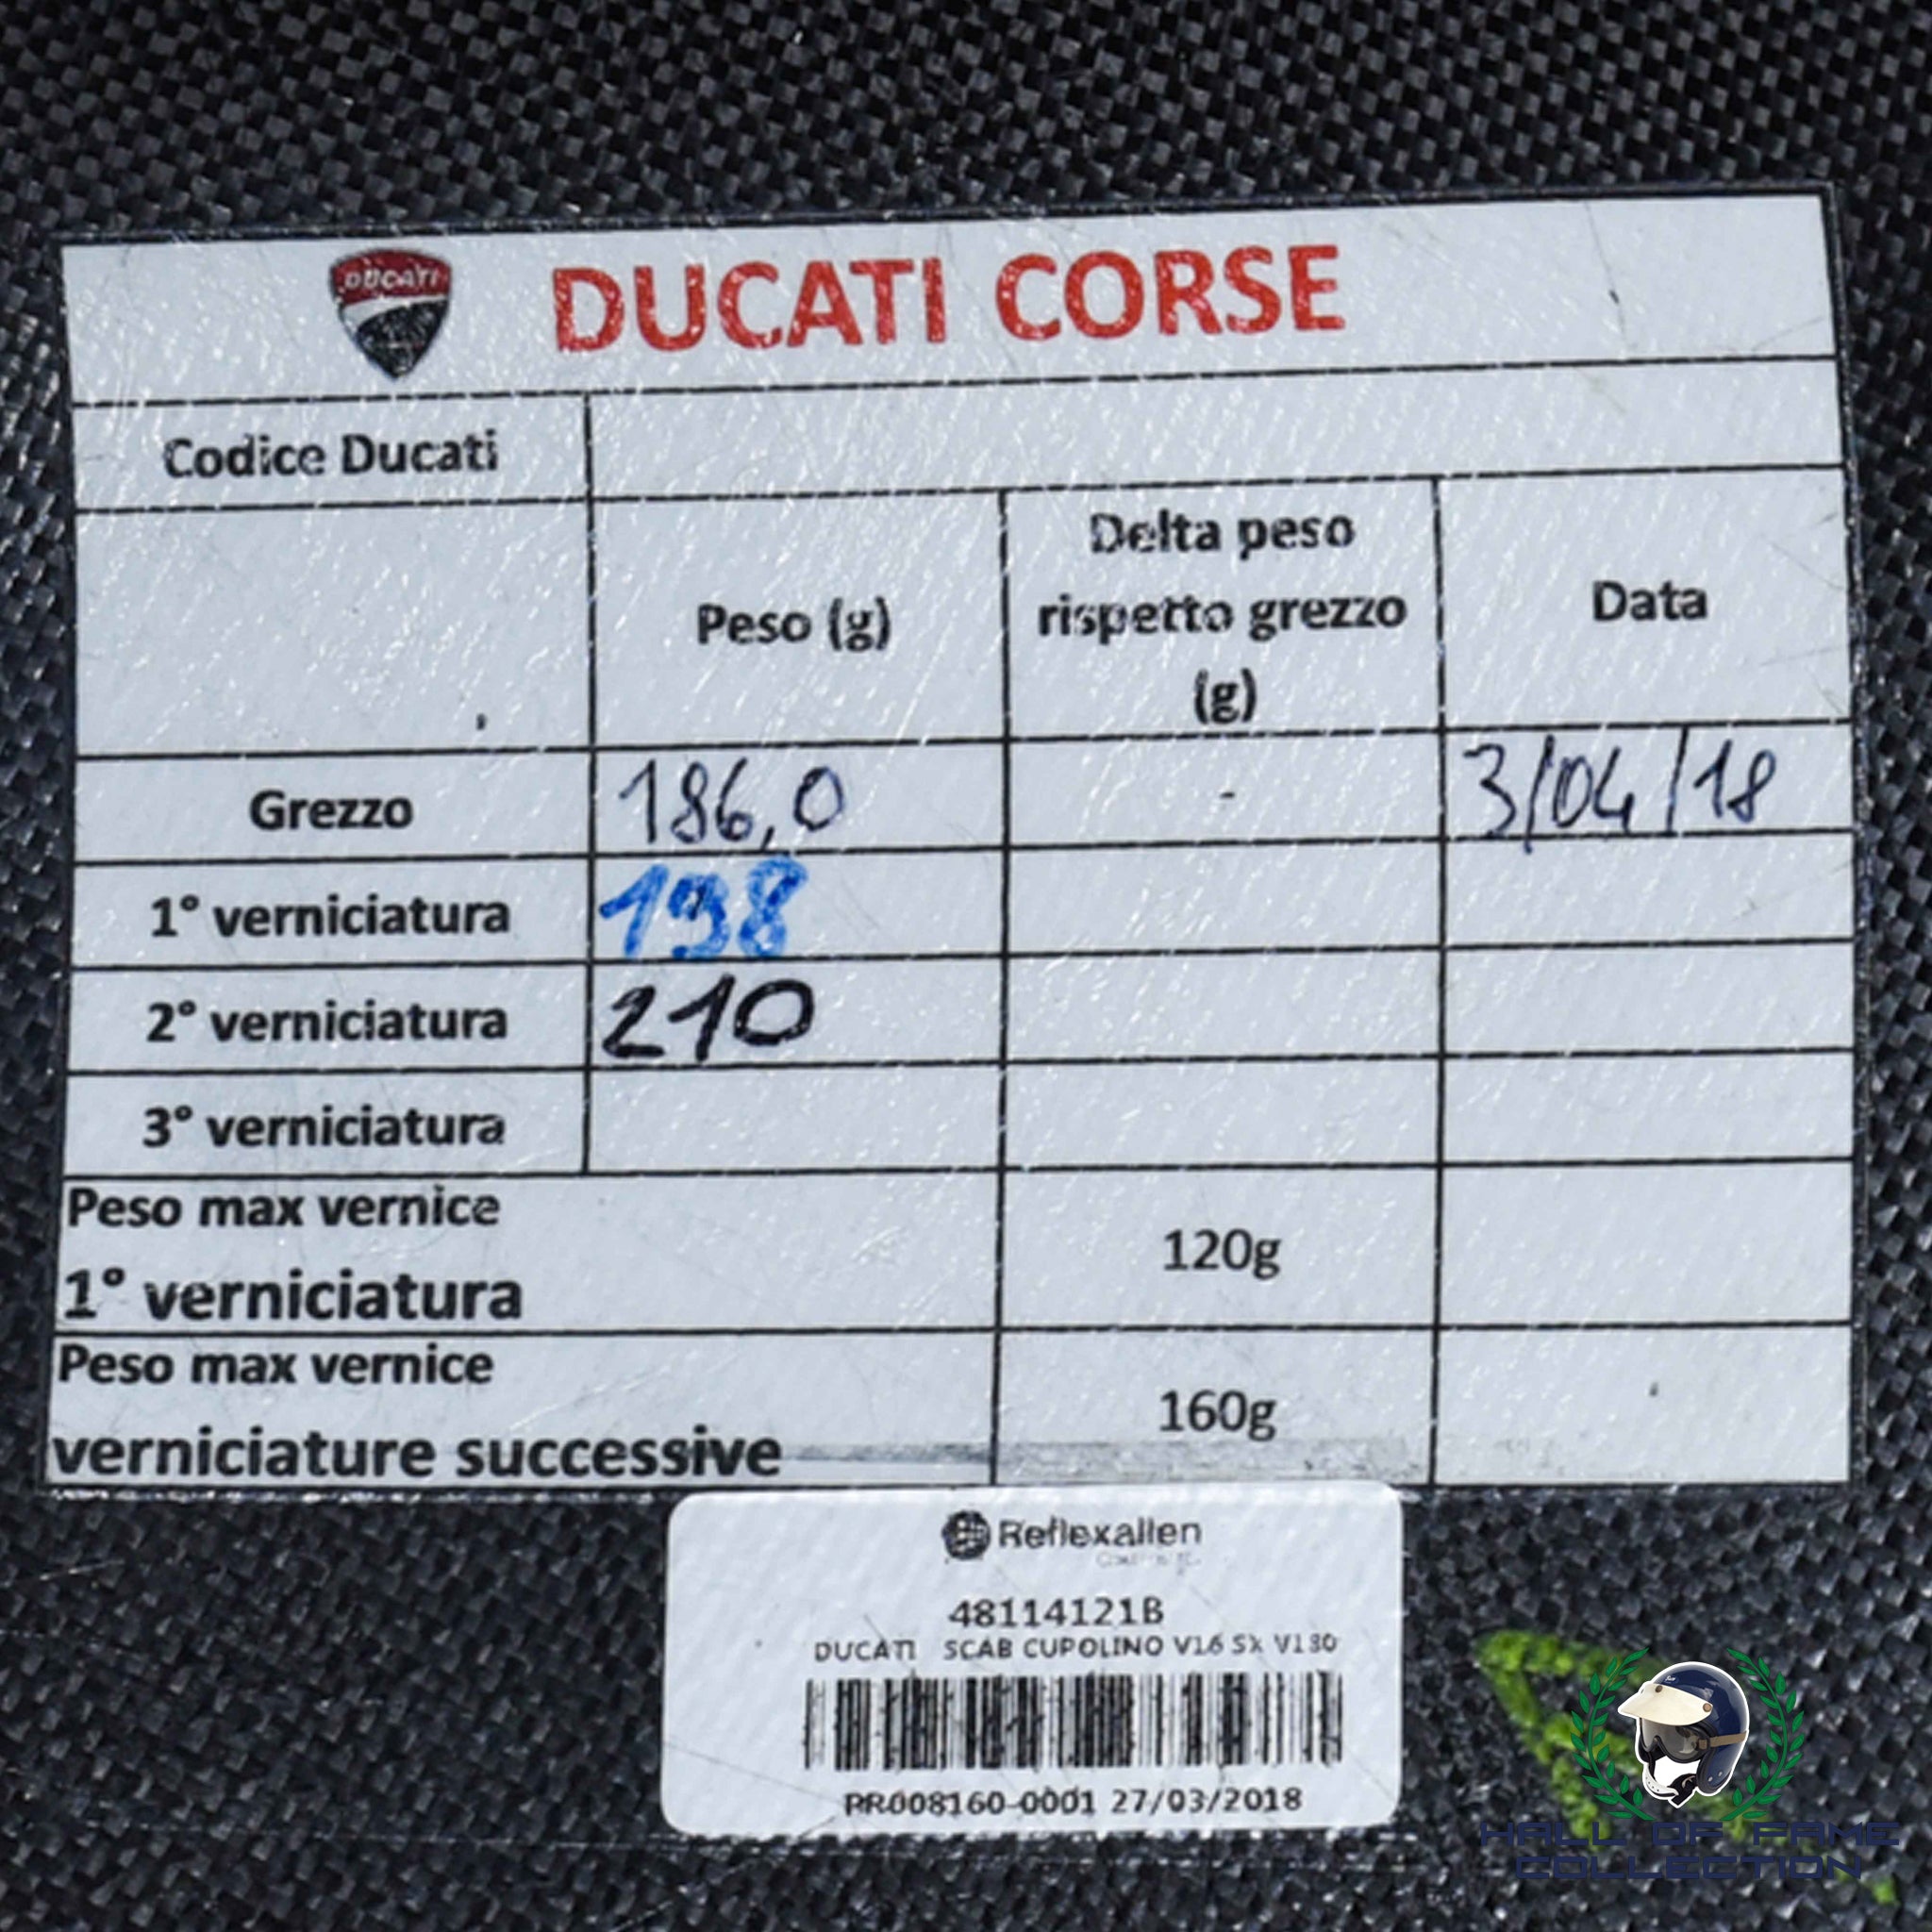 DUCATI
DUCATI CORSE
Codice Ducati
Peso (g)
Delta peso
rispetto grezzo
(g)
Data
Grezzo 186,0 - 3/04/18
1° verniciatura 198
2° verniciatura 210
3° verniciatura
Peso max vernice
1° verniciatura
120g
Peso max vernice
verniciature successive
160g
Reflexallen
48114121B
DUCATI SCAB CUPOLINO V16 SX
PR008160-0001 27/03/2018
HALL OF FAME
COLLECTION